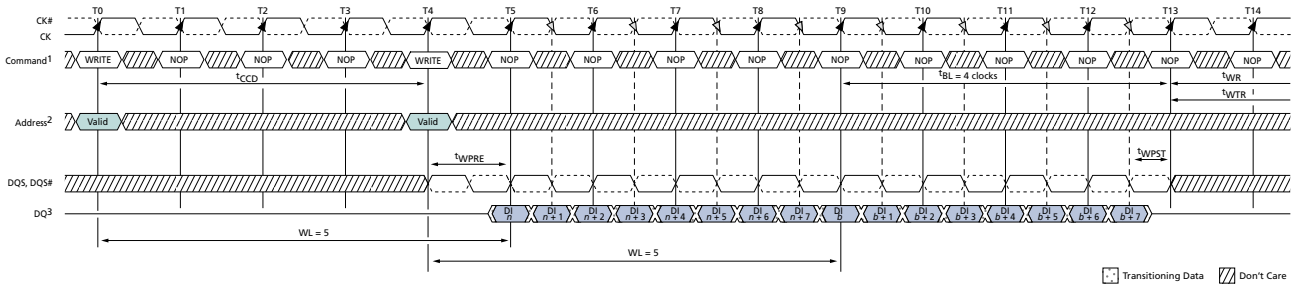 T0 T1 T2 T3 T4 T5 T6 T7 T8 T9 T10 T11 T12 T13 T14
CK#
CK
Command1 WRITE NOP NOP NOP WRITE NOP NOP NOP NOP NOP NOP NOP NOP NOP NOP
tCCD tBL = 4 clocks tWR
tWTR
Address2 Valid Valid
tWPRE tWPST
DQS, DQS#
DQ3 DI n DI n + 1 DI n + 2 DI n + 3 DI n + 4 DI n + 5 DI n + 6 DI n + 7 DI b DI b + 1 DI b + 2 DI b + 3 DI b + 4 DI b + 5 DI b + 6 DI b + 7
WL = 5
WL = 5
Transitioning Data Don't Care